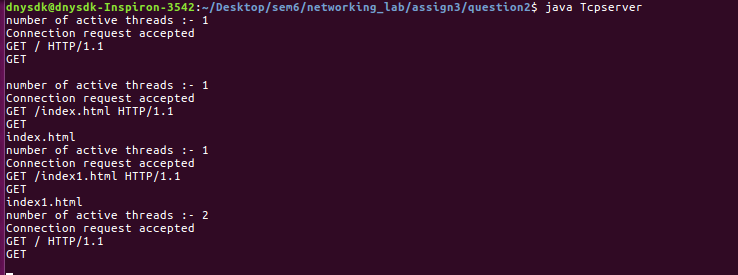 dnysdk@dnysdk-Inspiron-3542:~/Desktop/sem6/networking_lab/assign3/question2$ java Tcpserver
number of active threads :- 1
Connection request accepted
GET / HTTP/1.1
GET
number of active threads :- 1
Connection request accepted
GET /index.html HTTP/1.1
GET
index.html
number of active threads :- 1
Connection request accepted
GET /index1.html HTTP/1.1
GET
index1.html
number of active threads :- 2
Connection request accepted
GET / HTTP/1.1
GET